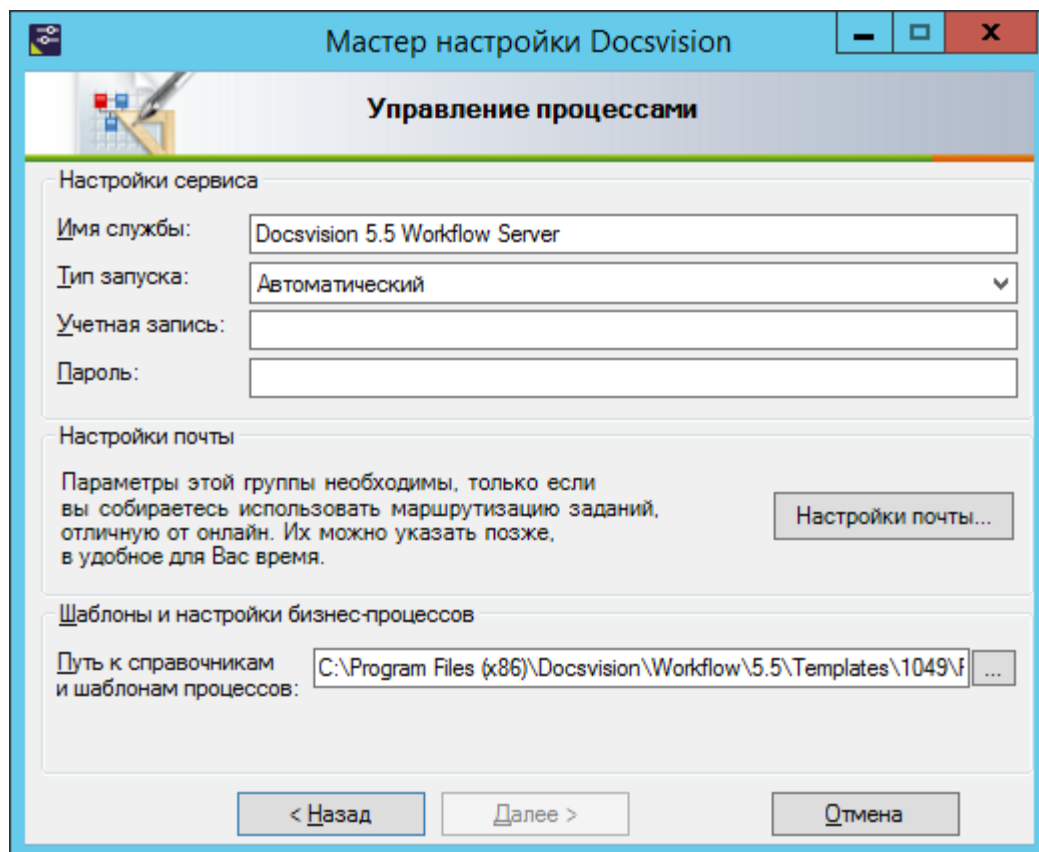 Мастер настройки Docsvision
Управление процессами
Настройки сервиса
Имя службы:
Docsvision 5.5 Workflow Server
Тип запуска:
Автоматический
Учетная запись:
Пароль:
Настройки почты
Параметры этой группы необходимы, только если
вы собираетесь использовать маршрутизацию заданий,
отличную от онлайн. Их можно указать позже,
в удобное для Вас время.
Настройки почты...
Шаблоны и настройки бизнес-процессов
Путь к справочникам
и шаблонам процессов:
C:\Program Files (x86)\Docsvision\Workflow\5.5\Templates\1049\
...
< Назад
Далее >
Отмена